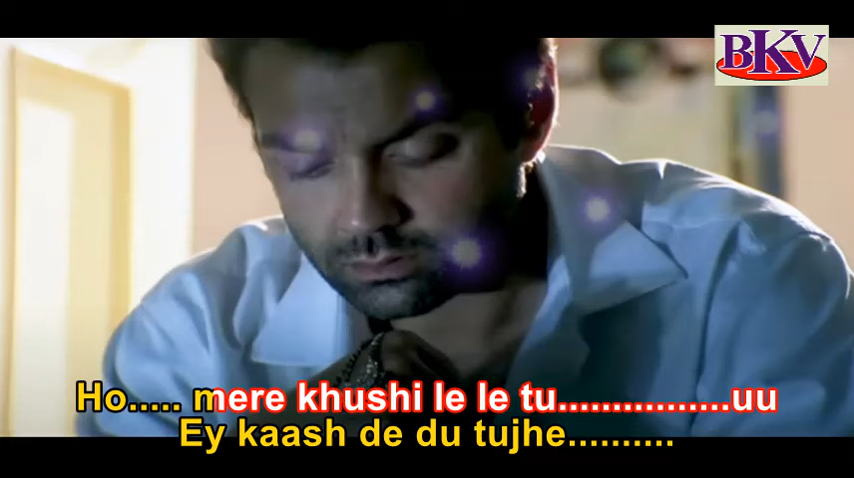 BKV
Ho..... mere khushi le le tu................uu
Ey kaash de du tujhe..........